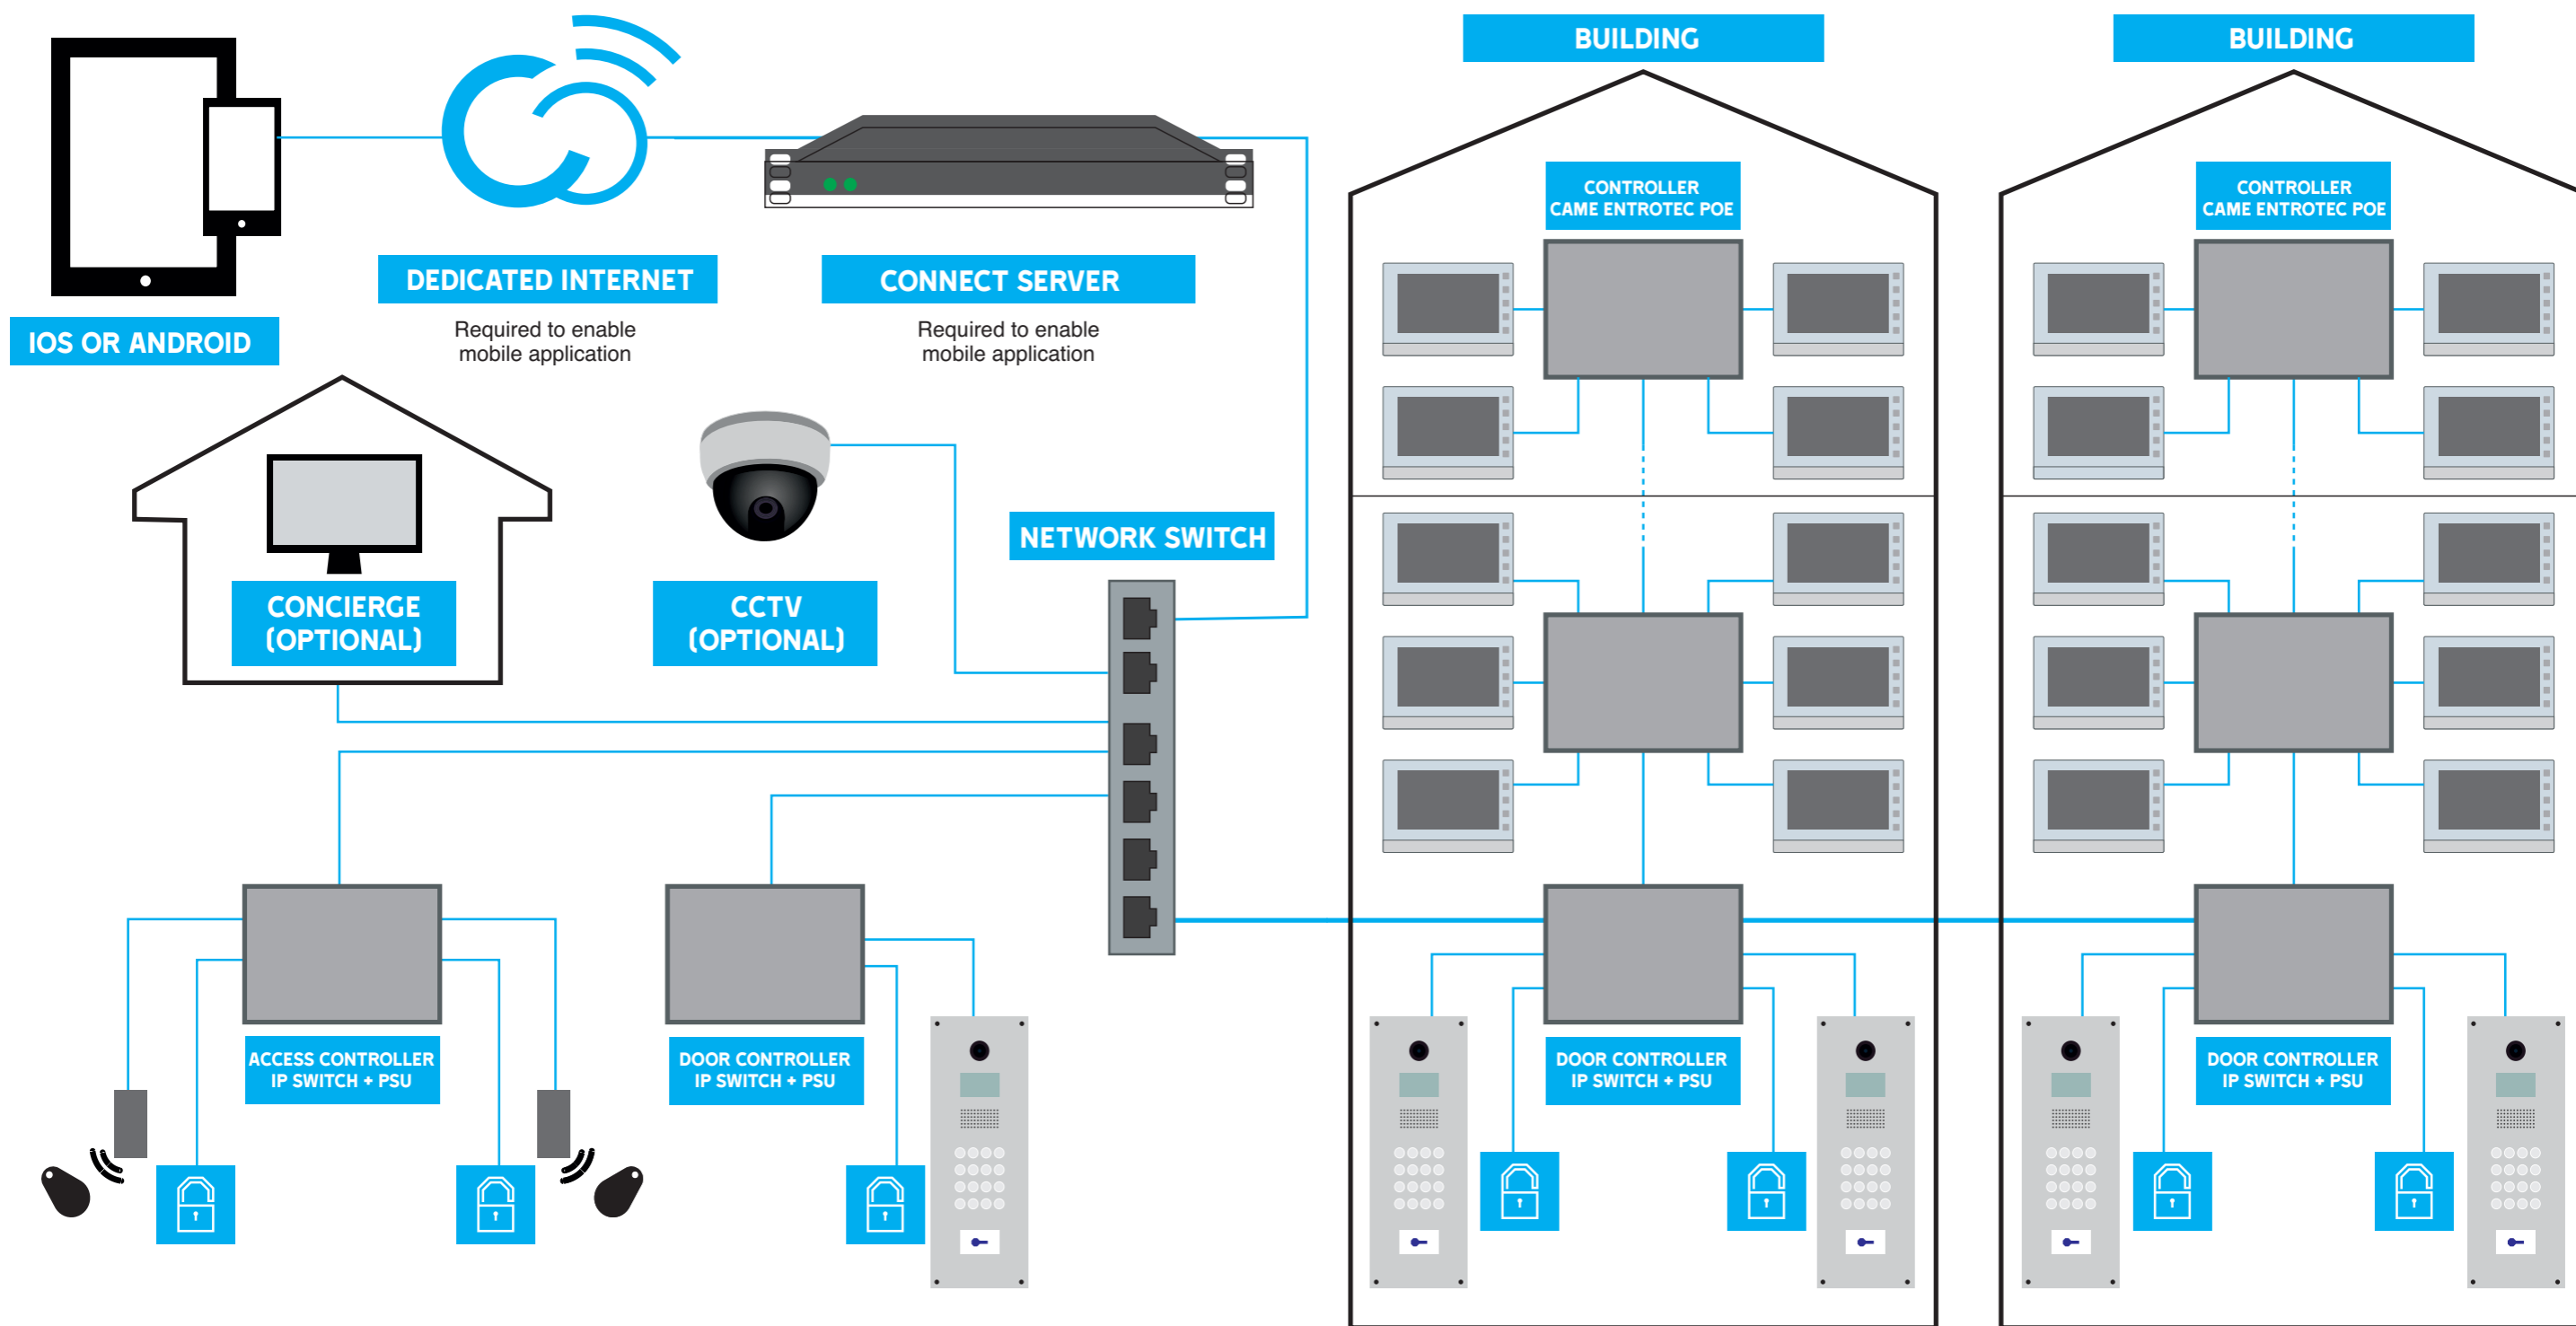 BUILDING
BUILDING
CONTROLLER
CAME ENTROTEC POE
CONTROLLER
CAME ENTROTEC POE
DEDICATED INTERNET
CONNECT SERVER
IOS OR ANDROID
Required to enable
mobile application
Required to enable
mobile application
NETWORK SWITCH
CONCIERGE
(OPTIONAL)
CCTV
(OPTIONAL)
ACCESS CONTROLLER
IP SWITCH + PSU
DOOR CONTROLLER
IP SWITCH + PSU
DOOR CONTROLLER
IP SWITCH + PSU
DOOR CONTROLLER
IP SWITCH + PSU